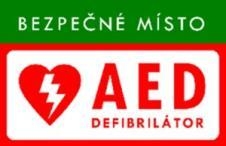 BEZPEČNÉ MÍSTO
AED
DEFIBRILÁTOR